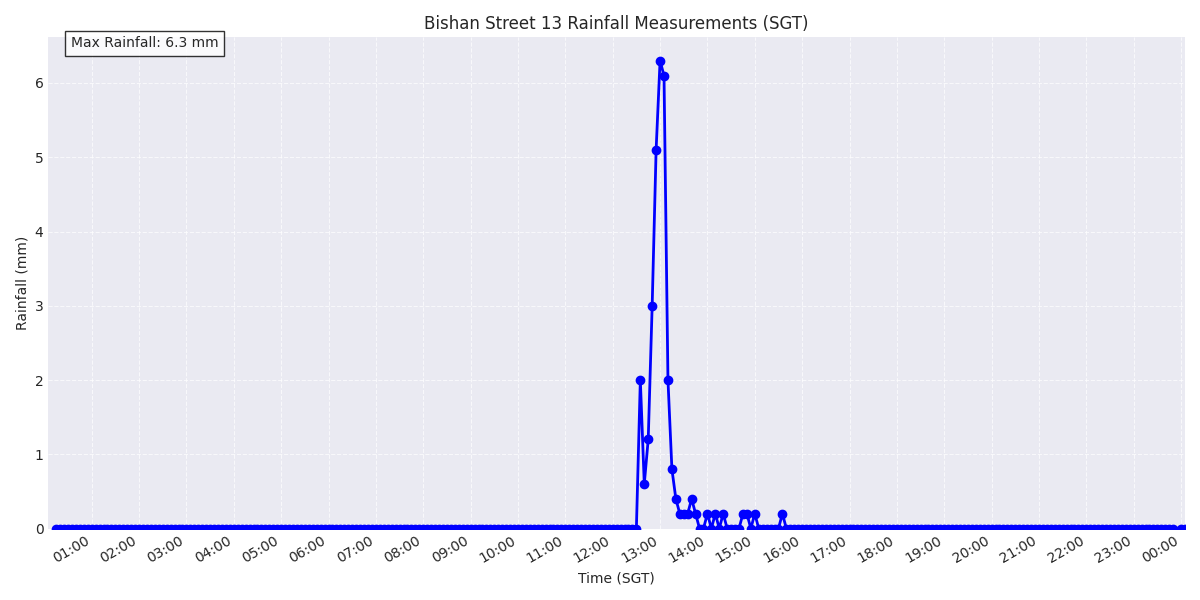 Bishan Street 13 Rainfall Measurements (SGT)
Max Rainfall: 6.3 mm
Rainfall (mm)
6
5
4
3
2
1
0
01:00 02:00 03:00 04:00 05:00 06:00 07:00 08:00 09:00 10:00 11:00 12:00 13:00 14:00 15:00 16:00 17:00 18:00 19:00 20:00 21:00 22:00 23:00 00:00
Time (SGT)